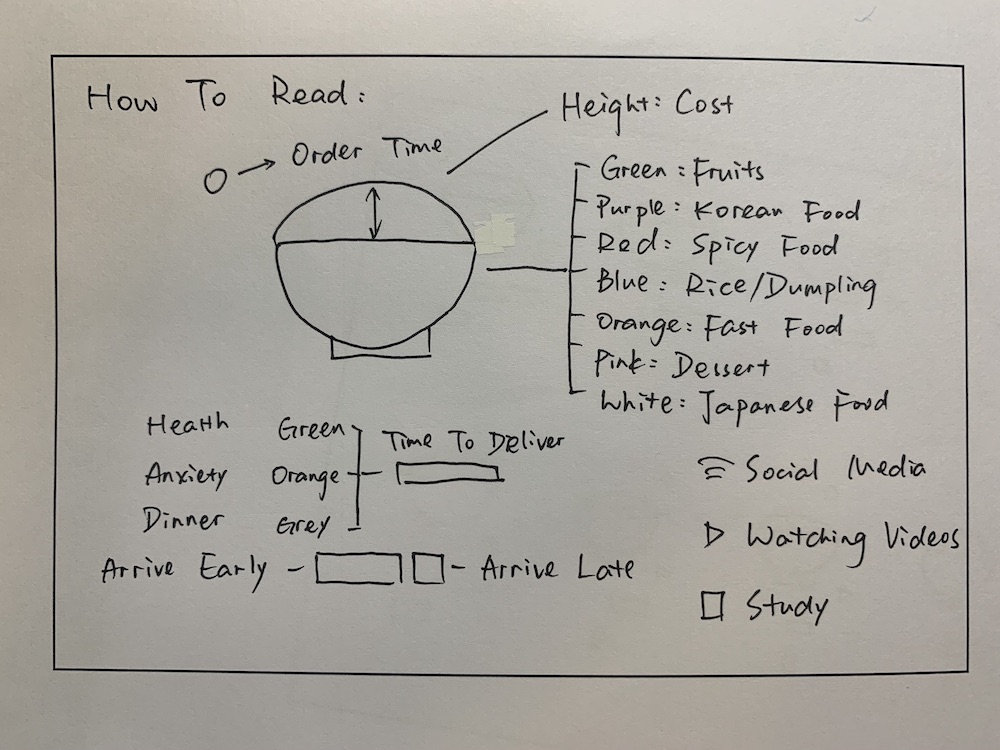 How To Read:
Order Time
Height: Cost
Green: Fruits
Purple: Korean Food
Red: Spicy Food
Blue: Rice/Dumpling
Orange: Fast Food
Pink: Dessert
White: Japanese Food
Health Green
Anxiety Orange
Dinner Grey
Time To Deliver
Arrive Early - - Arrive Late
Social Media
Watching Videos
Study